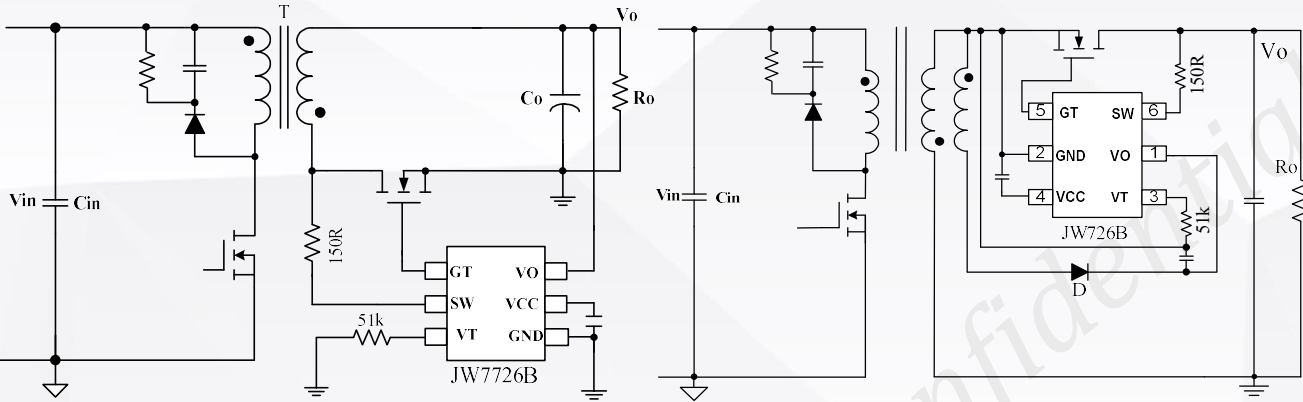 T
Vo
Co
Ro
Vin
Cin
150R
GT
VO
SW
VCC
51k
VT
GND
JW7726B
Vo
150R
5
GT
SW
6
2
GND
VO
1
4
VCC
VT
3
Ro
Vin
Cin
JW726B
51k
D
nfidential